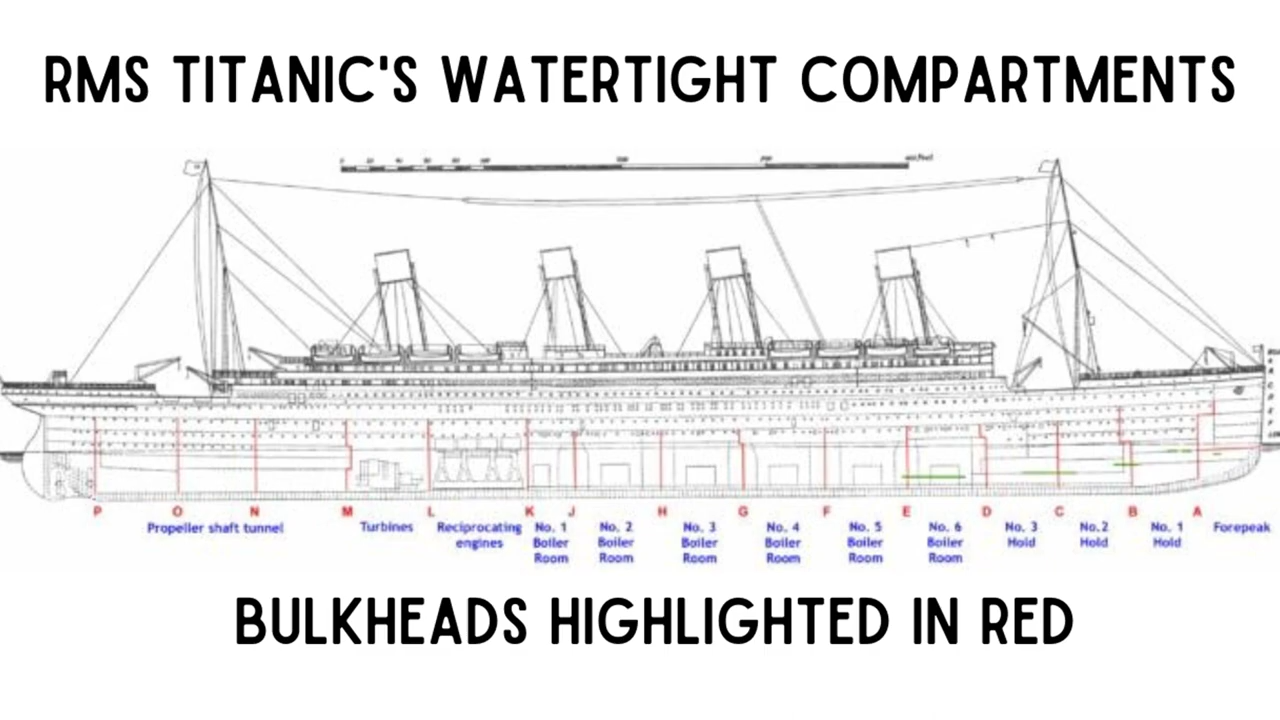 RMS TITANIC'S WATERTIGHT COMPARTMENTS
P O N M L K J H G F E D C B A
Propeller shaft tunnel
Turbines
Reciprocating
engines
No. 1
Boiler
Room
No. 2
Boiler
Room
No. 3
Boiler
Room
No. 4
Boiler
Room
No. 5
Boiler
Room
No. 6
Boiler
Room
No. 3
Hold
No.2
Hold
No. 1
Hold
Forepeak
BULKHEADS HIGHLIGHTED IN RED